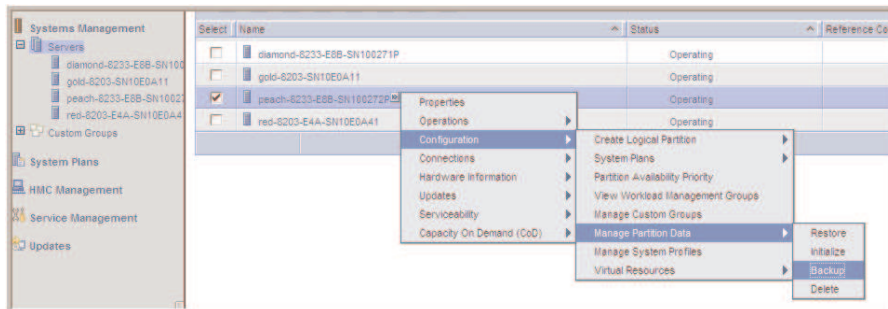 Systems Management
Servers
diamond-8233-E8B-SN100
gold-8203-SN10E0A11
peach-8233-E8B-SN10027
red-8203-E4A-SN10E0A4
Custom Groups
System Plans
HMC Management
Service Management
Updates
Select Name Status Reference Co
diamond-8233-E8B-SN100271P Operating
gold-8203-SN10E0A11 Operating
peach-8233-E8B-SN100272P Operating
red-8203-E4A-SN10E0A41 Operating
Properties
Operations
Configuration
Connections
Hardware Information
Updates
Serviceability
Capacity On Demand (CoD)
Create Logical Partition
System Plans
Partition Availability Priority
View Workload Management Groups
Manage Custom Groups
Manage Partition Data
Manage System Profiles
Virtual Resources
Restore
Initialize
Backup
Delete